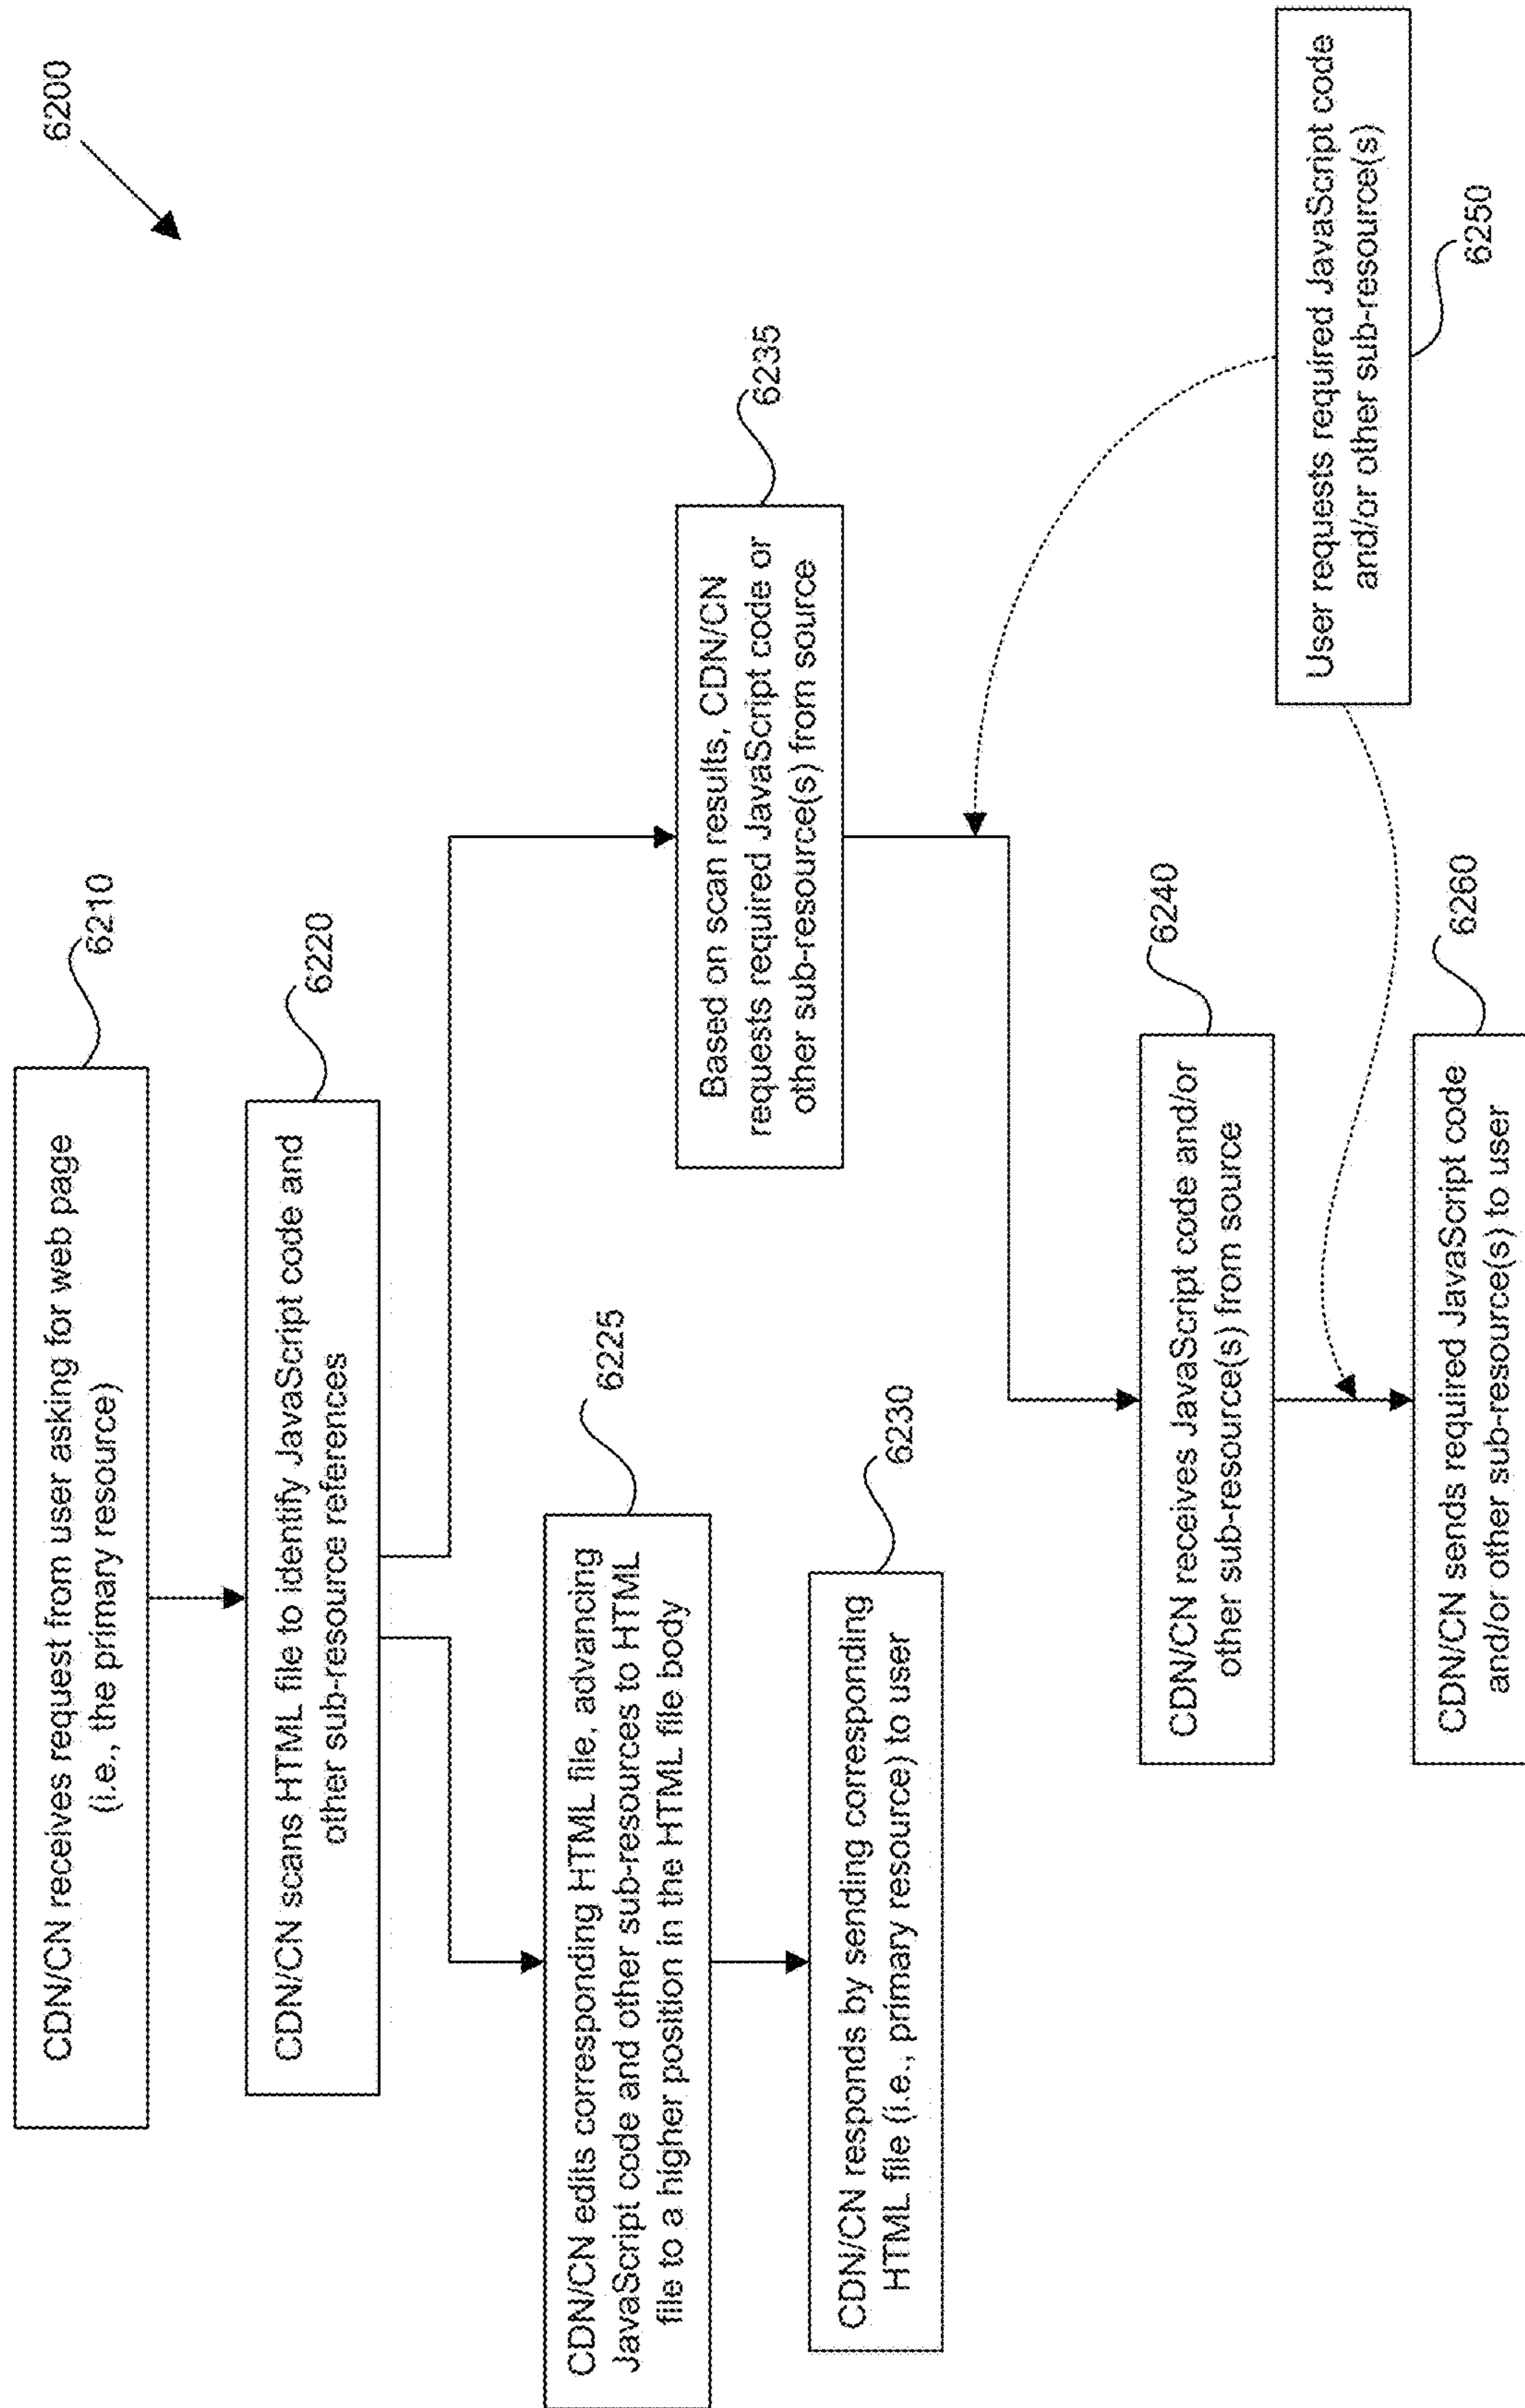 6200
CDN/CN receives request from user asking for web page
(i.e., the primary resource)
6210
CDN/CN scans HTML file to identify JavaScript code and
other sub-resource references
6220
CDN/CN edits corresponding HTML file, advancing
JavaScript code and other sub-resources to HTML
file to a higher position in the HTML file body
6225
CDN/CN responds by sending corresponding
HTML file (i.e., primary resource) to user
6230
Based on scan results, CDN/CN
requests required JavaScript code or
other sub-resource(s) from source
6235
CDN/CN receives JavaScript code and/or
other sub-resource(s) from source
6240
User requests required JavaScript code
and/or other sub-resource(s)
6250
CDN/CN sends required JavaScript code
and/or other sub-resource(s) to user
6260